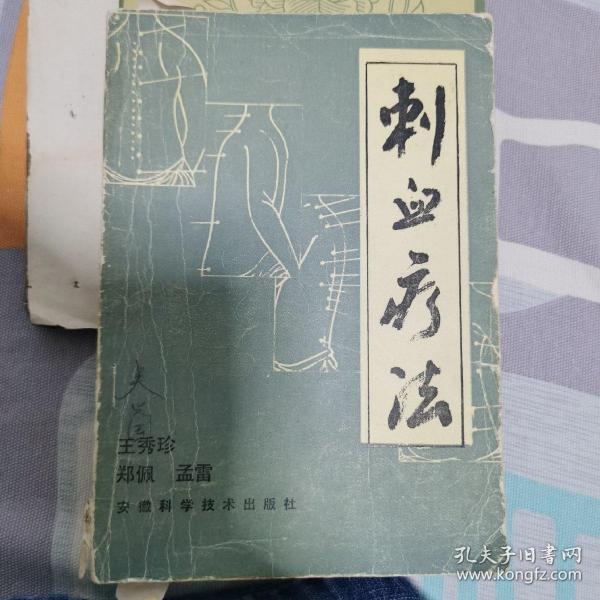 刺血疗法
王秀珍
郑佩 孟雷
安徽科学技术出版社
孔夫子旧书网
www.kongfz.com